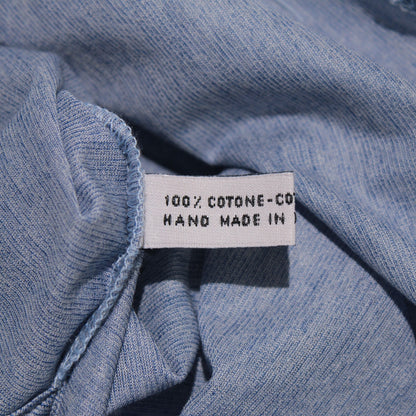 100% COTONE-CO
HAND MADE IN